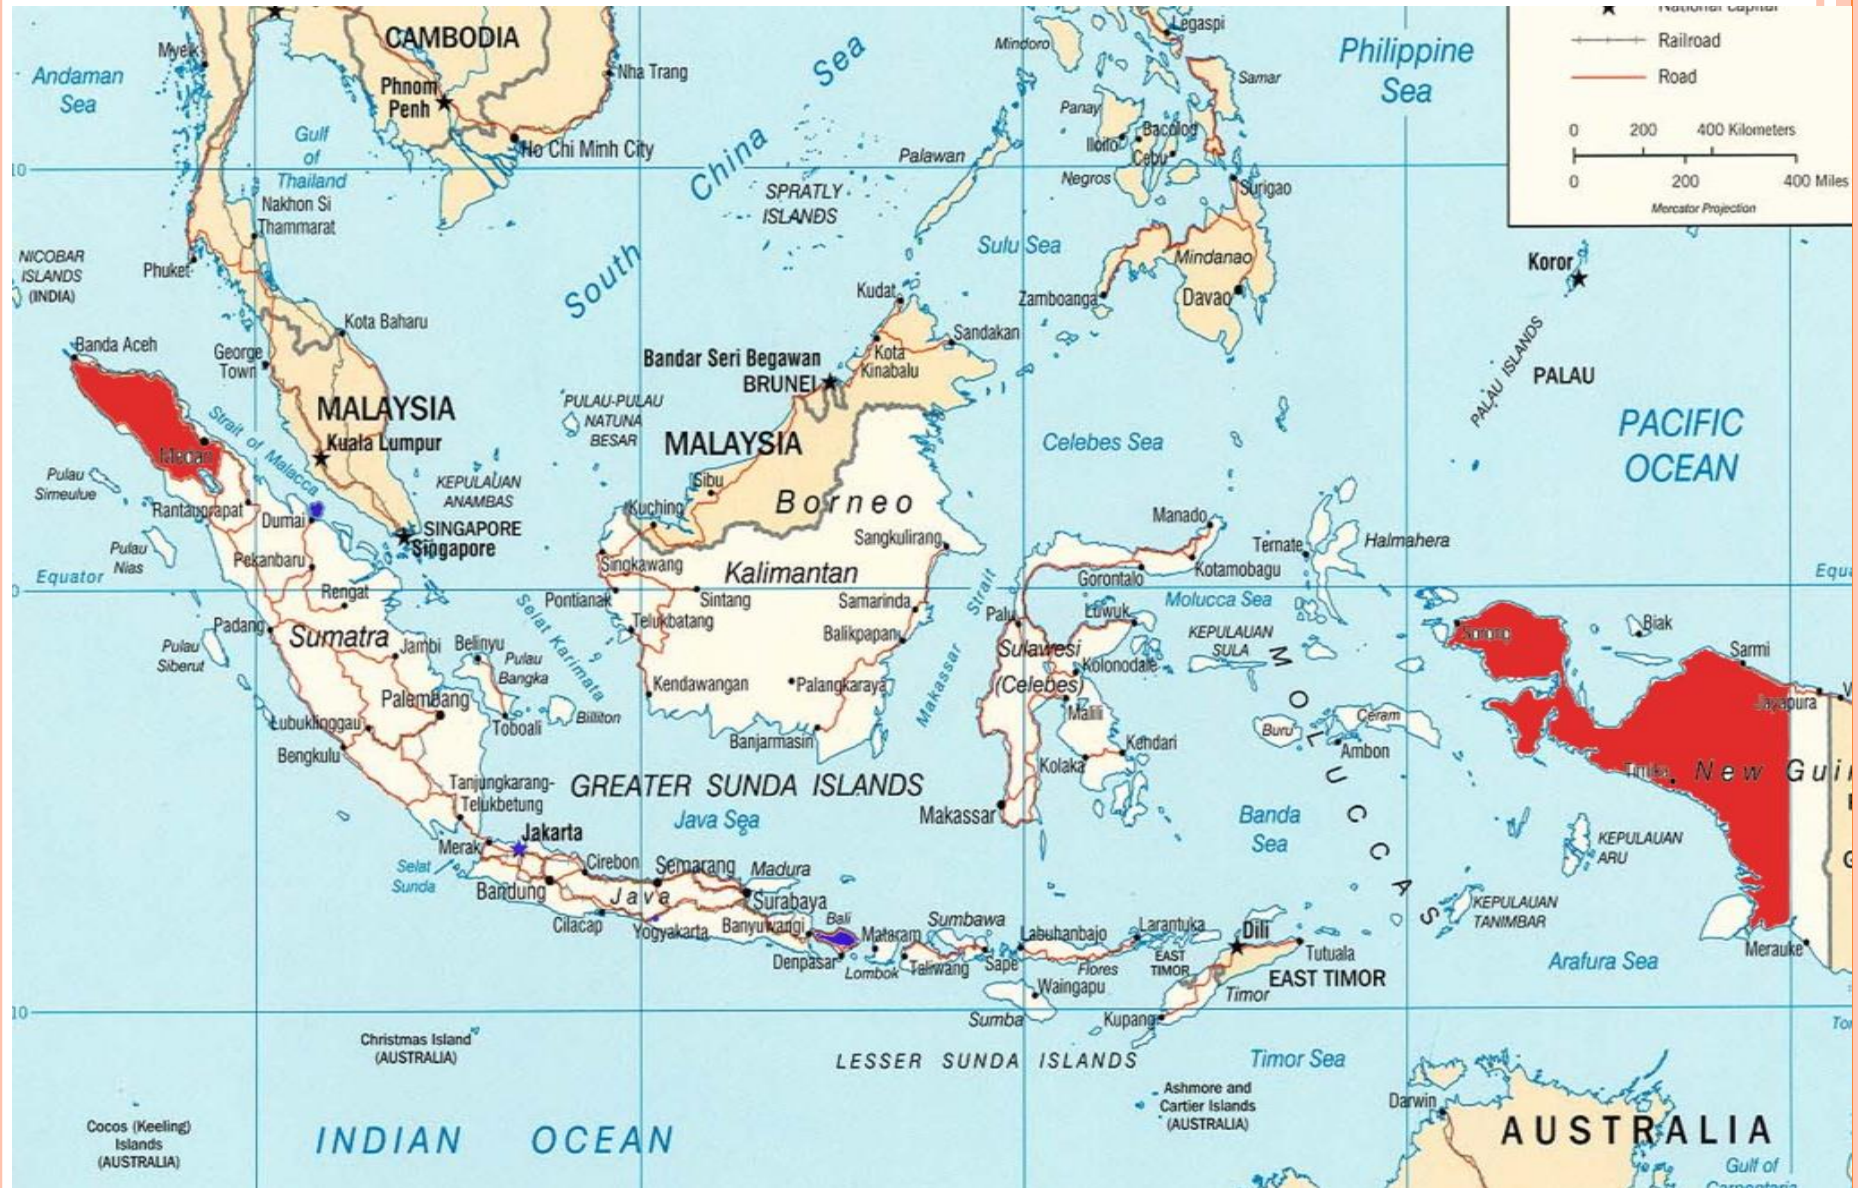 National capital
Railroad
Road
0 200 400 Kilometers
0 200 400 Miles
Mercator Projection
Myeik
CAMBODIA
Phnom
Penh
Nha Trang
Ho Chi Minh City
Andaman
Sea
Gulf
of
Thailand
10
Nakhon Si
Thammarat
Phuket
NICOBAR
ISLANDS
(INDIA)
South China Sea
SPRATLY
ISLANDS
Palawan
Mindoro
Legaspi
Samar
Panay
Iloilo
Bacolod
Cebu
Negros
Surigao
Sulu Sea
Mindanao
Zamboanga
Davao
Philippine
Sea
Koror
PALAU ISLANDS
PALAU
PACIFIC
OCEAN
Banda Aceh
George
Town
Kota Baharu
MALAYSIA
Kuala Lumpur
Strait of Malacca
Medan
Pulau
Simeulue
Rantauprapat
Dumai
KEPULAUAN
ANAMBAS
SINGAPORE
Singapore
PULAU-PULAU
NATUNA
BESAR
Kudat
Sandakan
Kota
Kinabalu
Bandar Seri Begawan
BRUNEI
MALAYSIA
Sibu
Kuching
Borneo
Celebes Sea
Sangkulirang
Singkawang
Kalimantan
Pontianak
Sintang
Samarinda
Telukbatang
Balikpapan
Kendawangan
Palangkaraya
Banjarmasin
Makassar Strait
Pulau
Nias
Pekanbaru
Equator
0
Rengat
Padang
Sumatra
Jambi
Belinyu
Pulau
Bangka
Selat Karimata
Pulau
Siberut
Palembang
Toboali
Billiton
Lubuklinggau
Bengkulu
Tanjungkarang-
Telukbetung
GREATER SUNDA ISLANDS
Java Sea
Manado
Gorontalo
Kotamobagu
Ternate
Halmahera
Molucca Sea
Palu
Luwuk
Sulawesi
(Celebes)
Kolonodale
KEPULAUAN
SULA
Malili
Kendari
Kolaka
Makassar
MOLUCCAS
Buru
Ceram
Ambon
Banda
Sea
Equ
Sorong
Biak
Sarmi
Jayapura
V
Timika
New Gui
G
KEPULAUAN
ARU
KEPULAUAN
TANIMBAR
Merauke
Arafura Sea
Merak
Jakarta
Selat
Sunda
Cirebon
Semarang
Madura
Bandung
Java
Surabaya
Cilacap
Yogyakarta
Banyuwangi
Bali
Denpasar
Mataram
Lombok
Sumbawa
Taliwang
Sape
Labuhanbajo
Larantuka
Flores
EAST
TIMOR
Dili
Tutuala
EAST TIMOR
Timor
Waingapu
Sumba
Kupang
10
Christmas Island
(AUSTRALIA)
LESSER SUNDA ISLANDS
Timor Sea
Ashmore and
Cartier Islands
(AUSTRALIA)
Cocos (Keeling)
Islands
(AUSTRALIA)
INDIAN OCEAN
Darwin
AUSTRALIA
Gulf of
Carpentaria